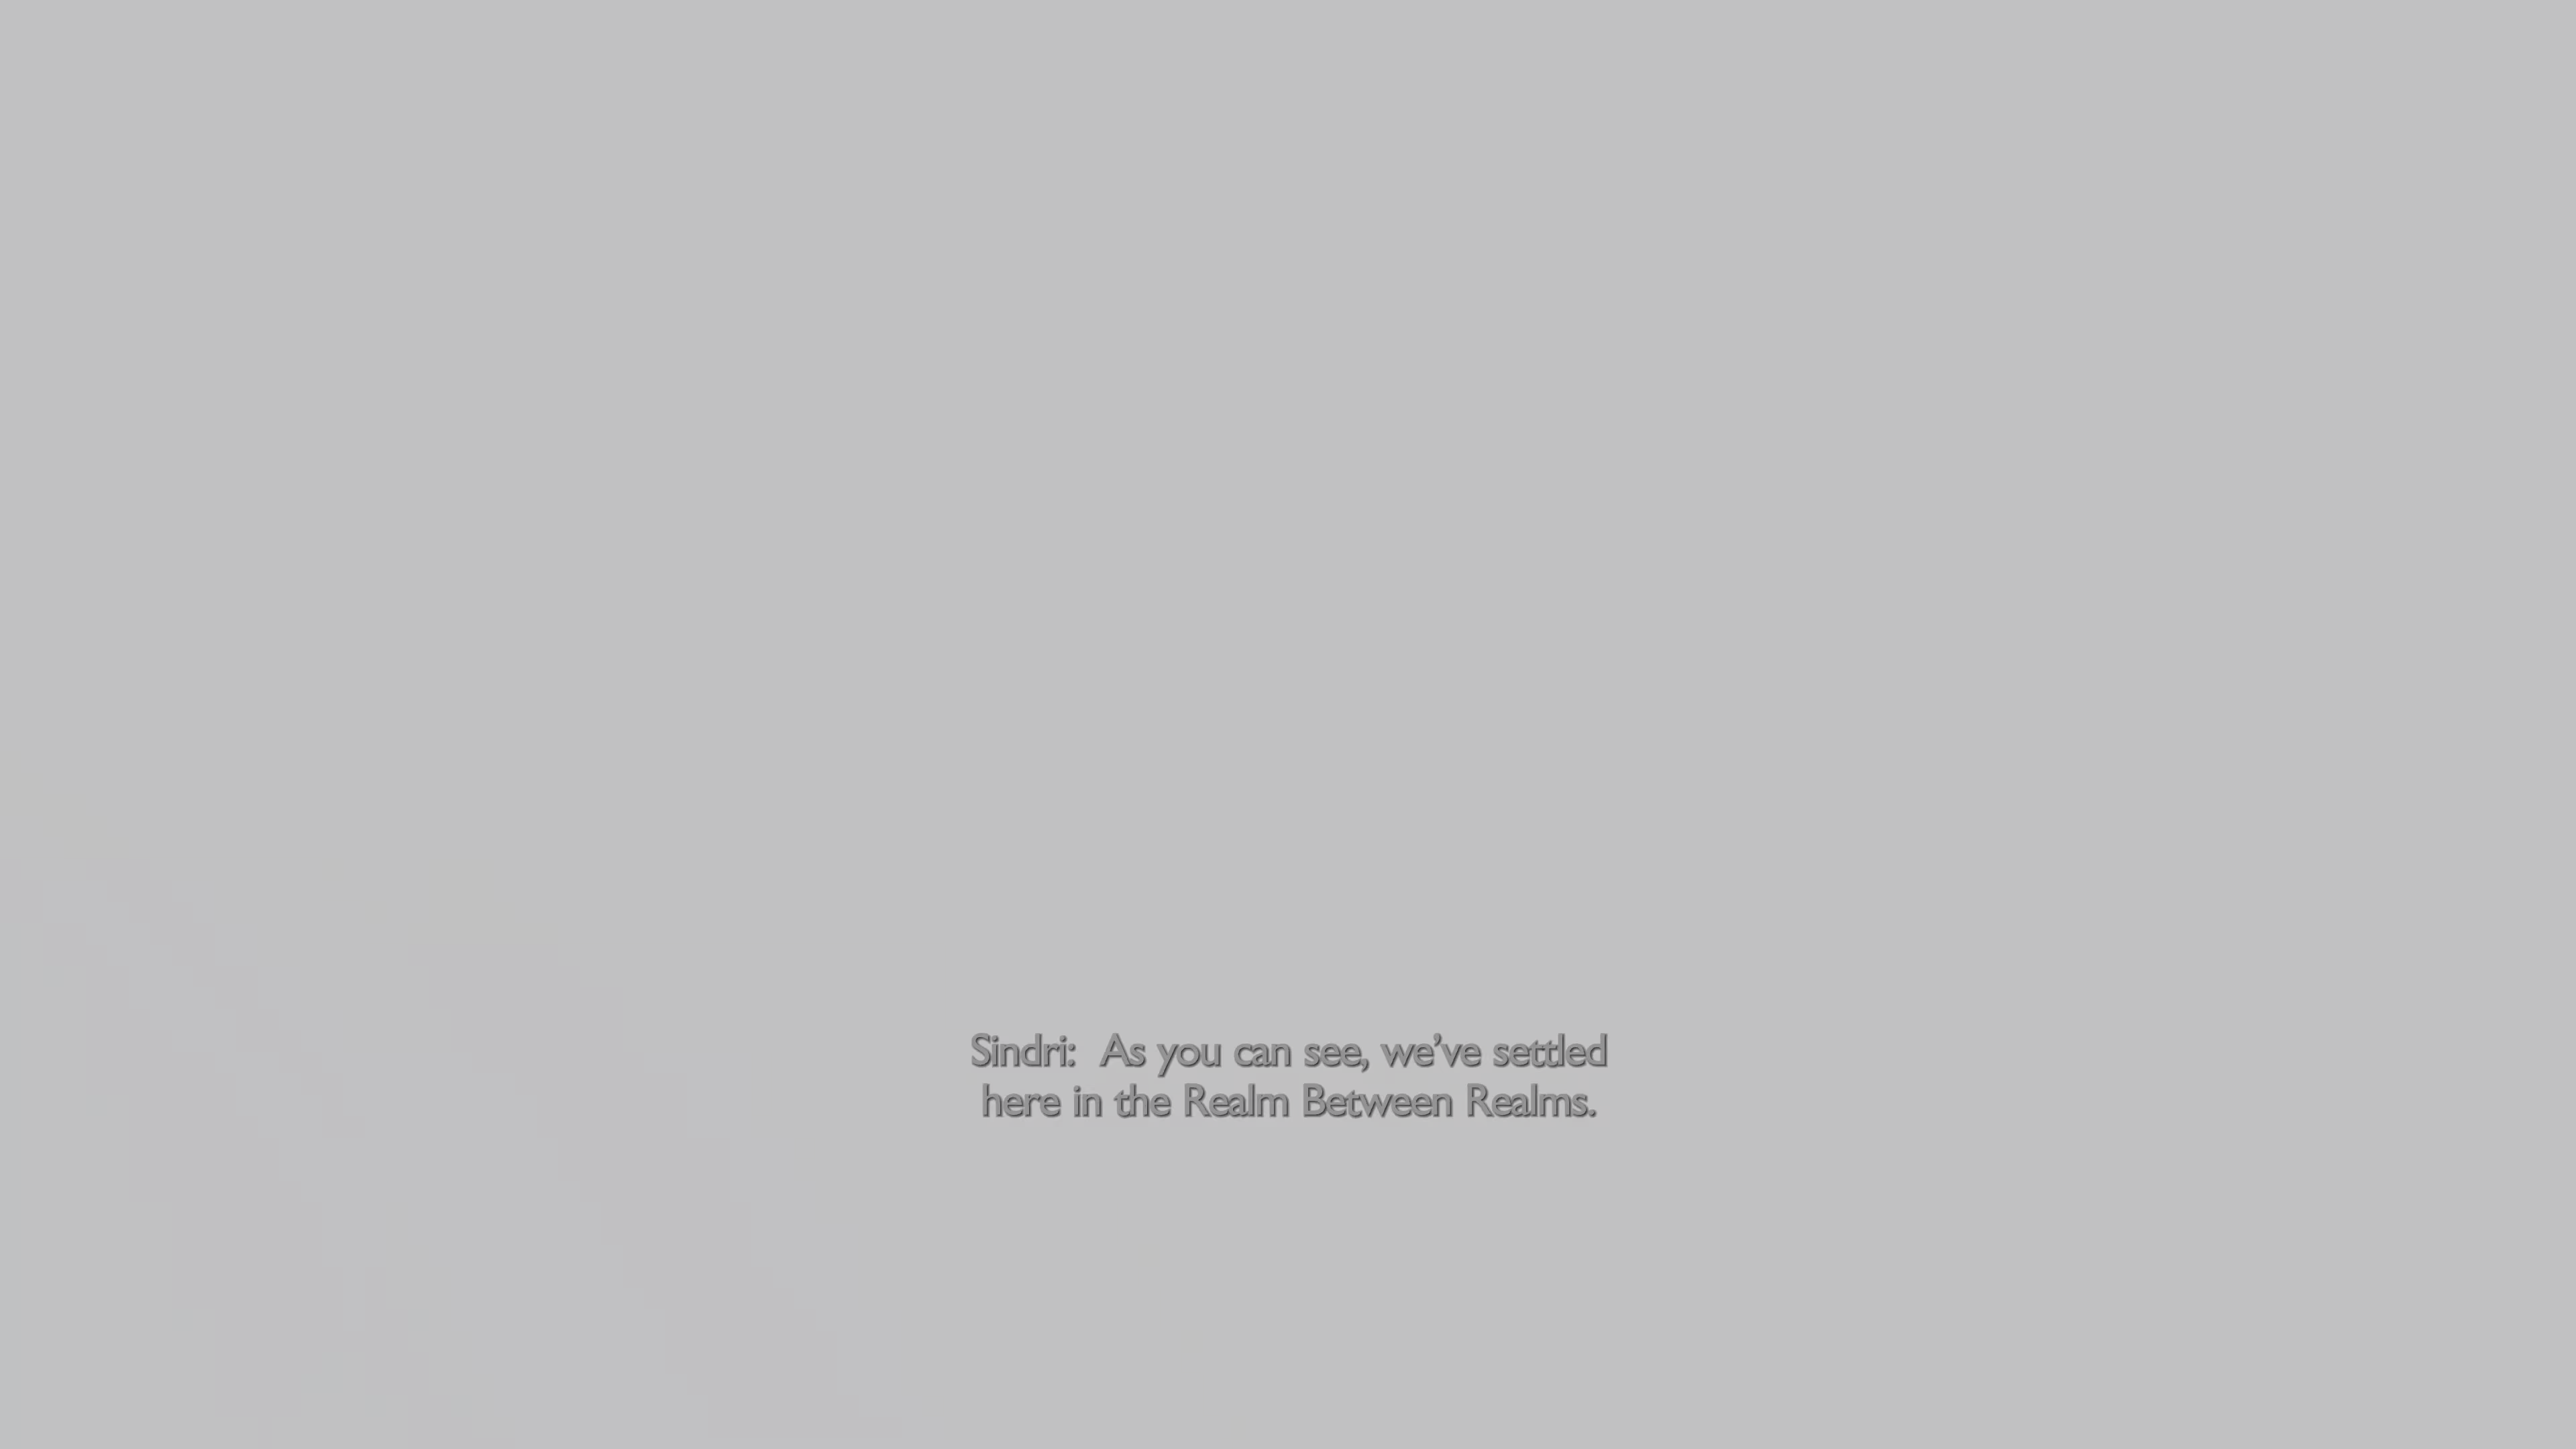 Sindri:  As you can see, we’ve settled
here in the Realm Between Realms.